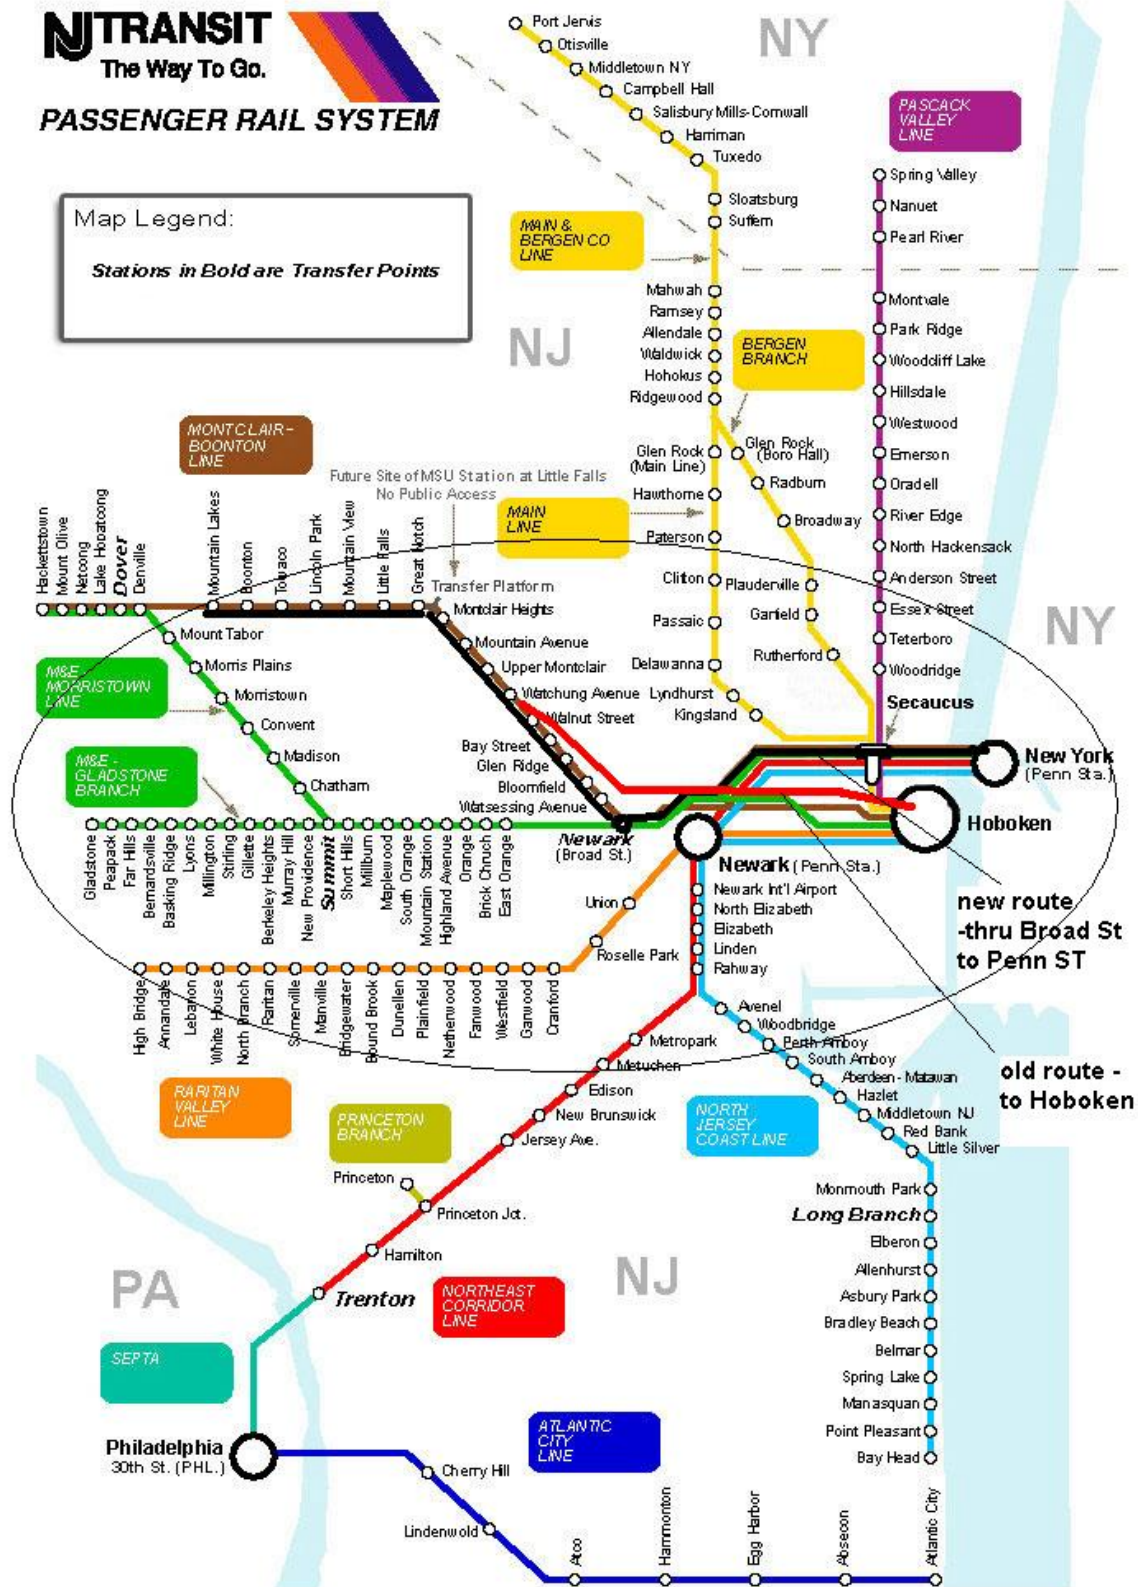 NJ TRANSIT
The Way To Go.
PASSENGER RAIL SYSTEM
Map Legend:
Stations in Bold are Transfer Points
NY
Port Jervis
Otisville
Middletown NY
Campbell Hall
Salisbury Mills-Cornwall
Harriman
Tuxedo
Sloatsburg
Suffern
MAIN &
BERGEN CO
LINE
PASCACK
VALLEY
LINE
Spring Valley
Nanuet
Pearl River
Montvale
Park Ridge
Woodcliff Lake
Hillsdale
Westwood
Emerson
Oradell
River Edge
North Hackensack
Anderson Street
Essex Street
Teterboro
Woodridge
Secaucus
NJ
Mahwah
Ramsey
Allendale
Waldwick
Hohokus
Ridgewood
BERGEN
BRANCH
Glen Rock
(Main Line)
Hawthorne
Paterson
Clifton
Passaic
Delawanna
Lyndhurst
Kingsland
Glen Rock
(Boro Hall)
Radburn
Broadway
Plauderville
Garfield
Rutherford
MAIN
LINE
NY
MONTCLAIR-
BOONTON
LINE
Future Site of MSU Station at Little Falls
No Public Access
Hackettstown
Mount Olive
Netcong
Lake Hopatcong
Dover
Denville
Mountain Lakes
Boonton
Towaco
Lincoln Park
Mountain View
Little Falls
Great Notch
Transfer Platform
Montclair Heights
Mountain Avenue
Upper Montclair
Watchung Avenue
Walnut Street
Bay Street
Glen Ridge
Bloomfield
Watsessing Avenue
Newark
(Broad St.)
Mount Tabor
Morris Plains
Morristown
Convent
Madison
Chatham
M&E
MORRISTOWN
LINE
M&E -
GLADSTONE
BRANCH
Gladstone
Peapack
Far Hills
Bernardsville
Basking Ridge
Lyons
Millington
Stirling
Gillette
Berkeley Heights
Murray Hill
New Providence
Summit
Short Hills
Millburn
Maplewood
South Orange
Mountain Station
Highland Avenue
Orange
Brick Church
East Orange
New York
(Penn Sta.)
Hoboken
Newark (Penn Sta.)
new route
-thru Broad St
to Penn ST
old route -
to Hoboken
Newark Int'l Airport
North Elizabeth
Elizabeth
Linden
Rahway
Union
Roselle Park
High Bridge
Annandale
Lebanon
White House
North Branch
Raritan
Somerville
Manville
Bridgewater
Bound Brook
Dunellen
Plainfield
Netherwood
Fanwood
Westfield
Garwood
Cranford
RARITAN
VALLEY
LINE
Metropark
Metuchen
Edison
New Brunswick
Jersey Ave.
PRINCETON
BRANCH
Princeton
Princeton Jct.
Hamilton
Trenton
NORTHEAST
CORRIDOR
LINE
NORTH
JERSEY
COAST LINE
Avenel
Woodbridge
Perth Amboy
South Amboy
Aberdeen - Matawan
Hazlet
Middletown NJ
Red Bank
Little Silver
Monmouth Park
Long Branch
Elberon
Allenhurst
Asbury Park
Bradley Beach
Belmar
Spring Lake
Manasquan
Point Pleasant
Bay Head
PA
NJ
SEPTA
Philadelphia
30th St. (PHL.)
ATLANTIC
CITY
LINE
Cherry Hill
Lindenwold
Atco
Hammonton
Egg Harbor
Absecon
Atlantic City